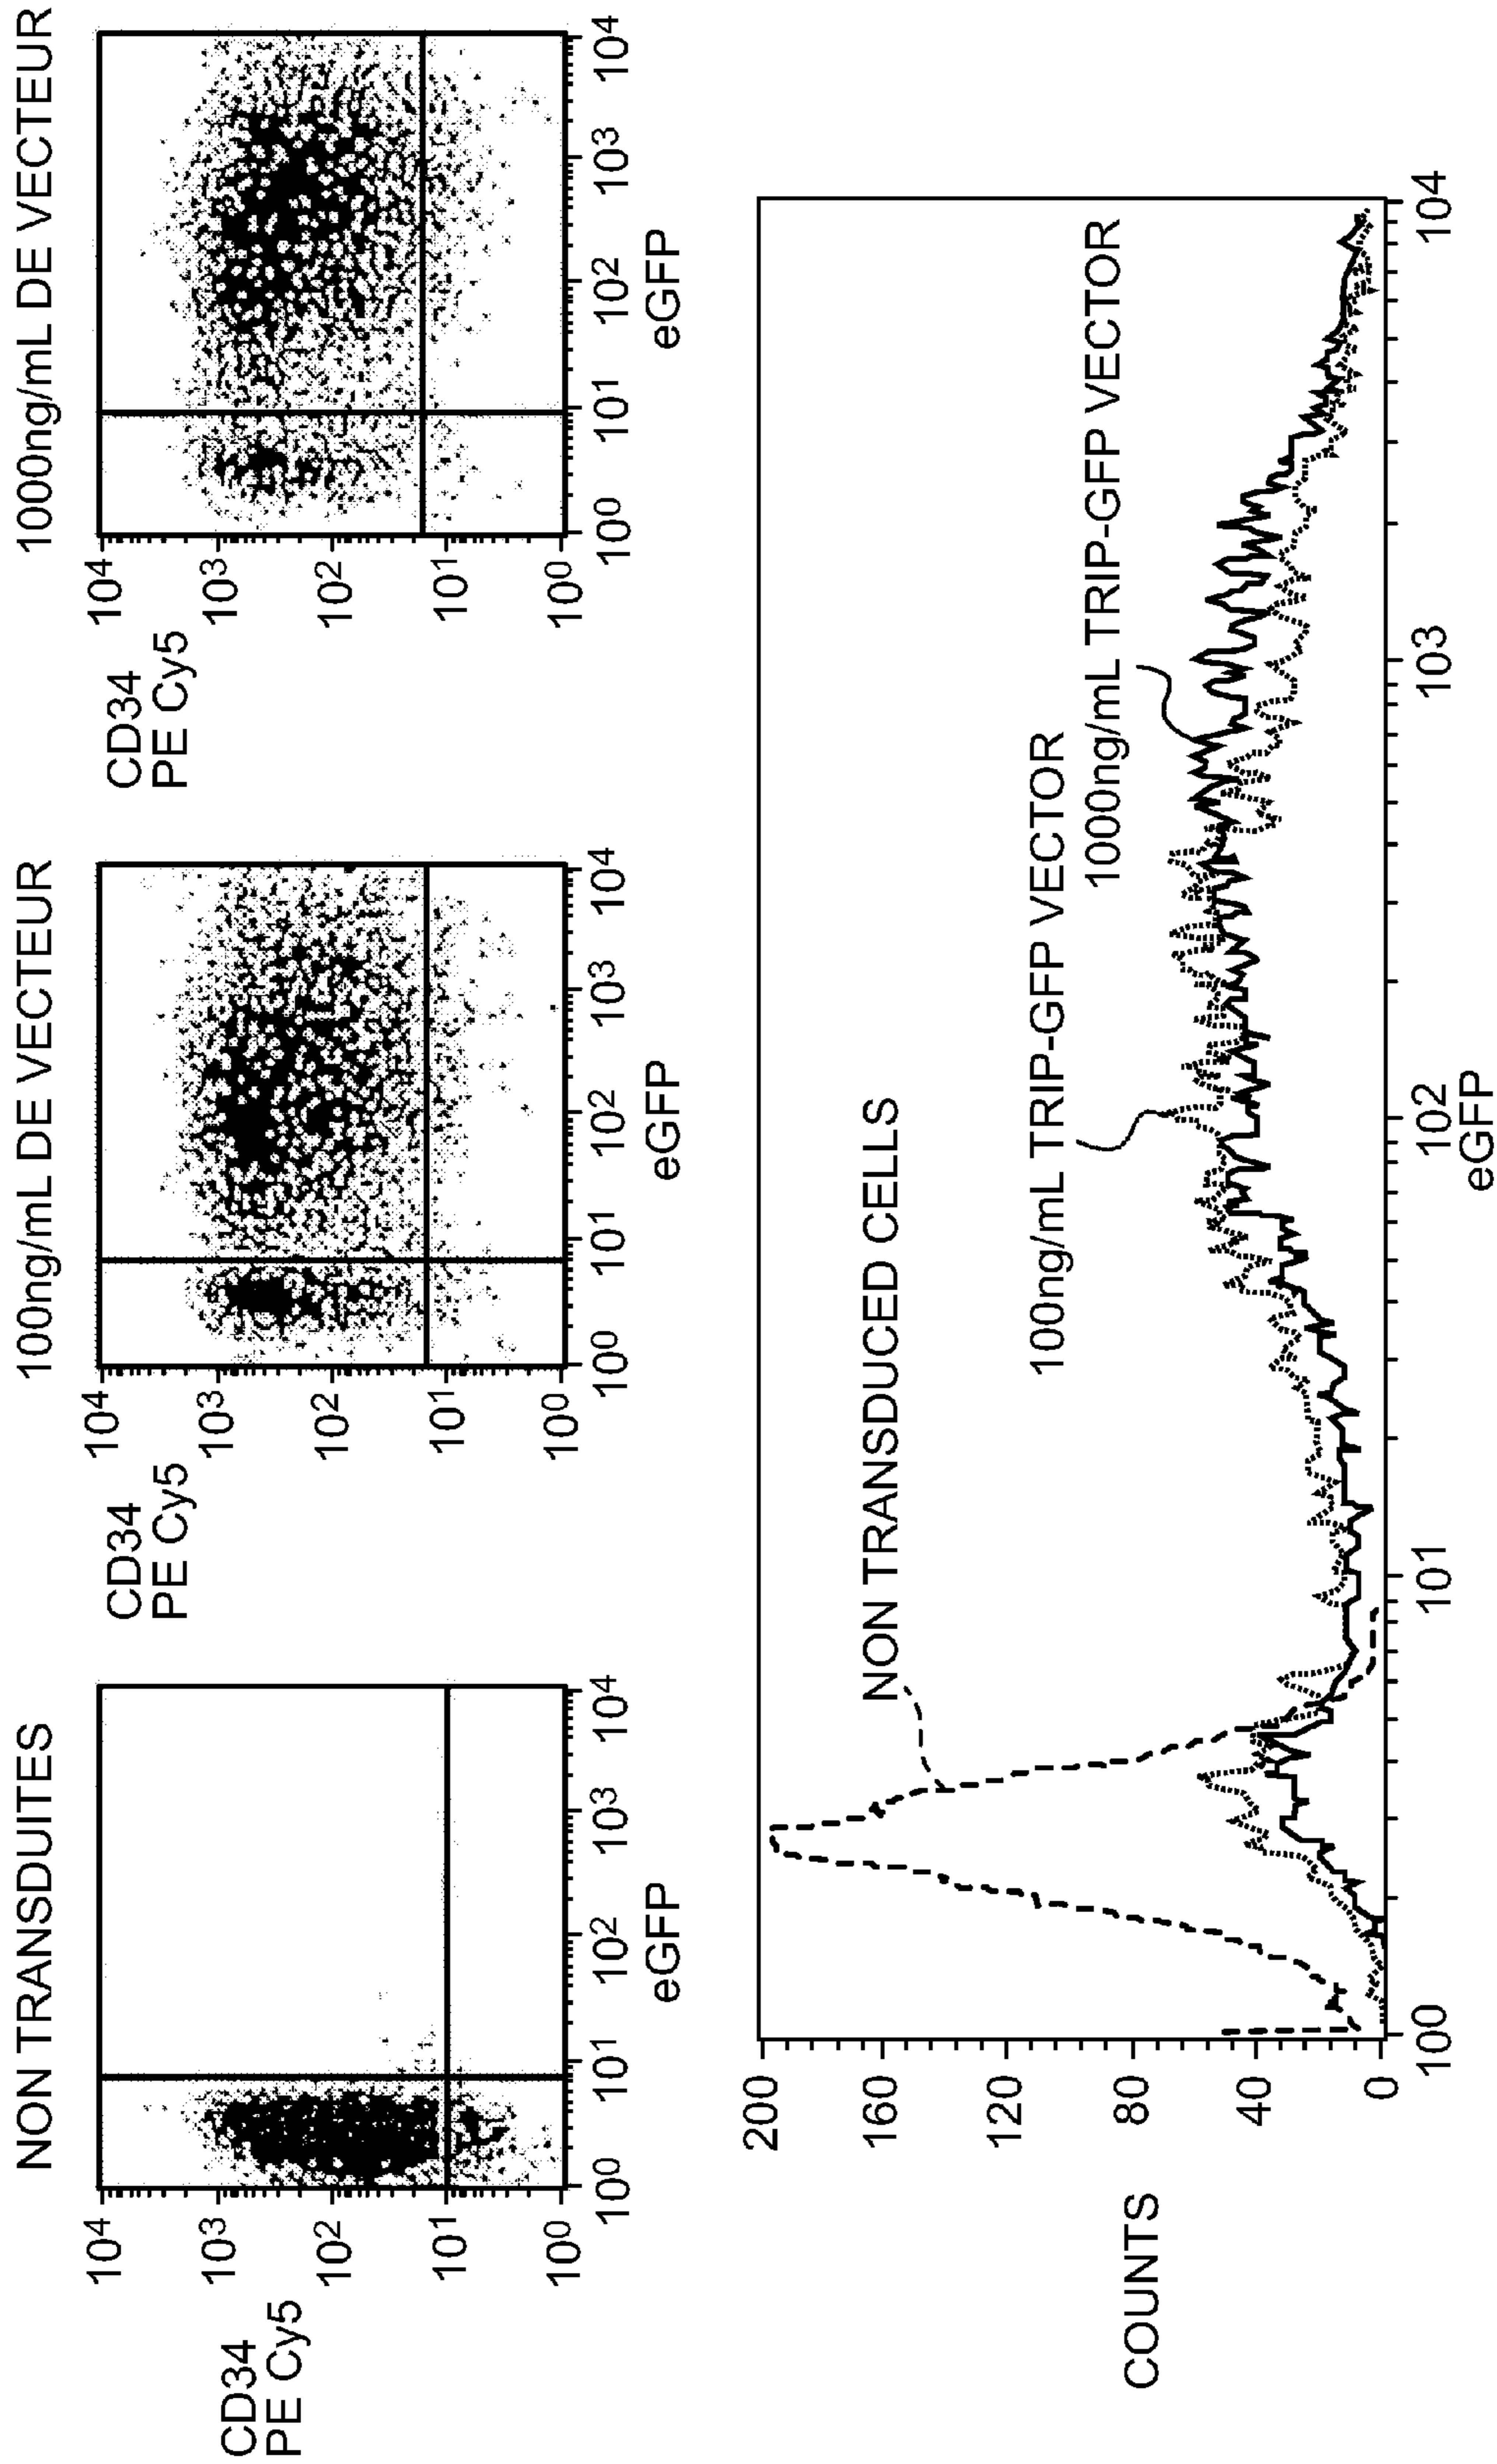 NON TRANSDUITES
CD34
PE Cy5
10⁴
10³
10²
10¹
10⁰
10⁰ 10¹ 10² 10³ 10⁴
eGFP
100ng/mL DE VECTEUR
CD34
PE Cy5
10⁴
10³
10²
10¹
10⁰
10⁰ 10¹ 10² 10³ 10⁴
eGFP
1000ng/mL DE VECTEUR
CD34
PE Cy5
10⁴
10³
10²
10¹
10⁰
10⁰ 10¹ 10² 10³ 10⁴
eGFP
COUNTS
200
160
120
80
40
0
NON TRANSDUCED CELLS
100ng/mL TRIP-GFP VECTOR
1000ng/mL TRIP-GFP VECTOR
100 101 102 103 104
eGFP